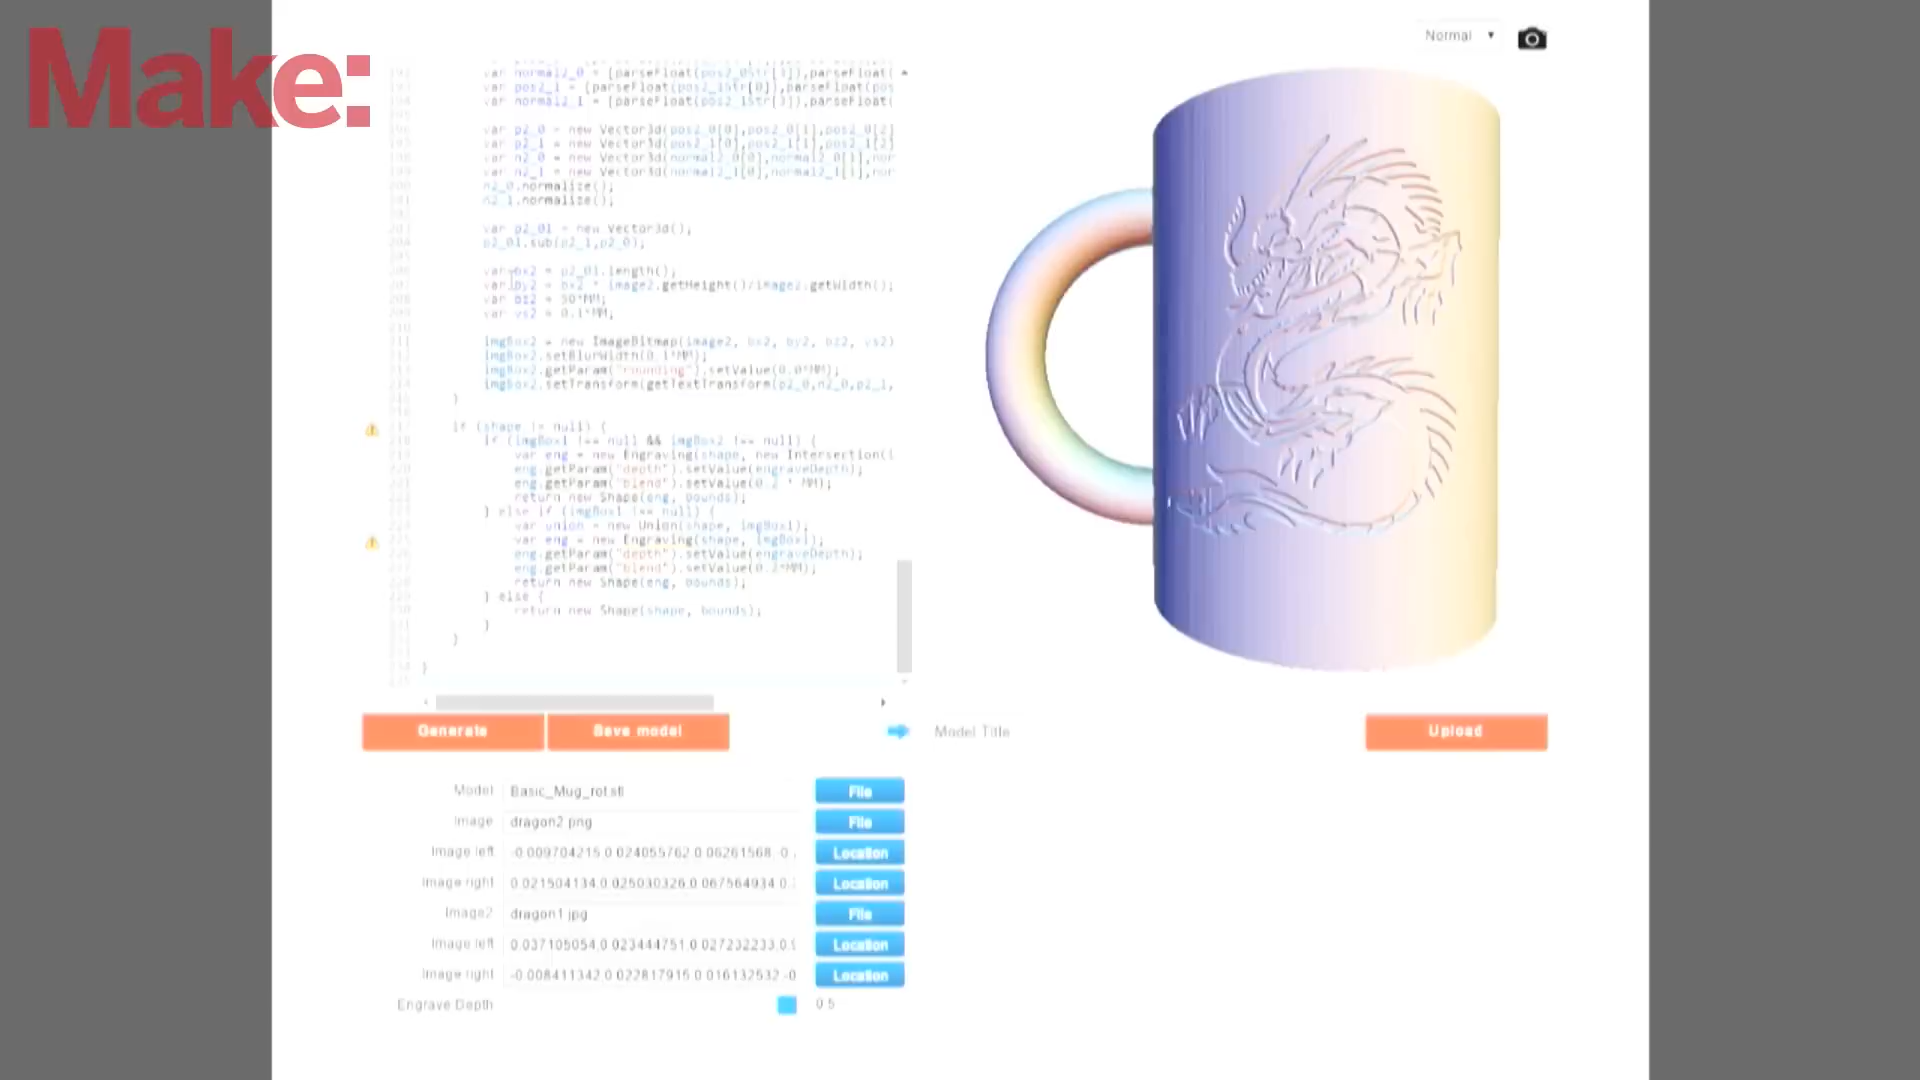 Make:
Normal
var normal2_0 = [parseFloat(pos2_0Str[3]),parseFloat(
var pos2_1 = [parseFloat(pos2_1Str[0]),parseFloat(pos
var normal2_1 = [parseFloat(pos2_1Str[3]),parseFloat(
var p2_0 = new Vector3d(pos2_0[0],pos2_0[1],pos2_0[2]
var p2_1 = new Vector3d(pos2_1[0],pos2_1[1],pos2_1[2]
var n2_0 = new Vector3d(normal2_0[0],normal2_0[1],nor
var n2_1 = new Vector3d(normal2_1[0],normal2_1[1],nor
n2_0.normalize();
n2_1.normalize();
var p2_01 = new Vector3d();
p2_01.sub(p2_1,p2_0);
var bx2 = p2_01.length();
var by2 = bx2 * image2.getHeight()/image2.getWidth();
var bz2 = 50*MM;
var vs2 = 0.1*MM;
imgBox2 = new ImageBitmap(image2, bx2, by2, bz2, vs2)
imgBox2.setBlurWidth(0.1*MM);
imgBox2.getParam("rounding").setValue(0.0*MM);
imgBox2.setTransform(getTextTransform(p2_0,n2_0,p2_1,
}
if (shape != null) {
if (imgBox1 !== null && imgBox2 !== null) {
var eng = new Engraving(shape, new Intersection(i
eng.getParam("depth").setValue(engraveDepth);
eng.getParam("blend").setValue(0.2 * MM);
return new Shape(eng, bounds);
} else if (imgBox1 !== null) {
var union = new Union(shape, imgBox1);
var eng = new Engraving(shape, imgBox1);
eng.getParam("depth").setValue(engraveDepth);
eng.getParam("blend").setValue(0.2*MM);
return new Shape(eng, bounds);
} else {
return new Shape(shape, bounds);
}
}
}
Generate Save model Model Title Upload
Model Basic_Mug_rot.stl File
Image dragon2.png File
Image left -0.009704215,0.024055762,0.06261568,-0. Location
Image right 0.021504134,0.025030326,0.067564934,0. Location
Image2 dragon1.jpg File
Image left 0.037105054,0.023444751,0.027232233,0.9 Location
Image right -0.008411342,0.022817915,0.016132532,-0 Location
Engrave Depth 0.5